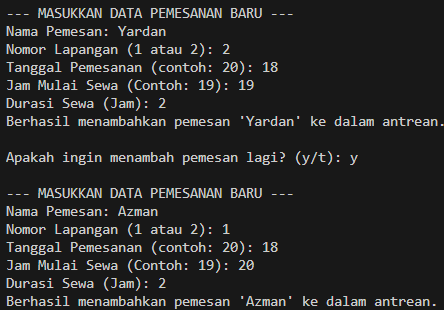 --- MASUKKAN DATA PEMESANAN BARU ---
Nama Pemesan: Yardan
Nomor Lapangan (1 atau 2): 2
Tanggal Pemesanan (contoh: 20): 18
Jam Mulai Sewa (Contoh: 19): 19
Durasi Sewa (Jam): 2
Berhasil menambahkan pemesan 'Yardan' ke dalam antrean.
Apakah ingin menambah pemesan lagi? (y/t): y
--- MASUKKAN DATA PEMESANAN BARU ---
Nama Pemesan: Azman
Nomor Lapangan (1 atau 2): 1
Tanggal Pemesanan (contoh: 20): 18
Jam Mulai Sewa (Contoh: 19): 20
Durasi Sewa (Jam): 2
Berhasil menambahkan pemesan 'Azman' ke dalam antrean.